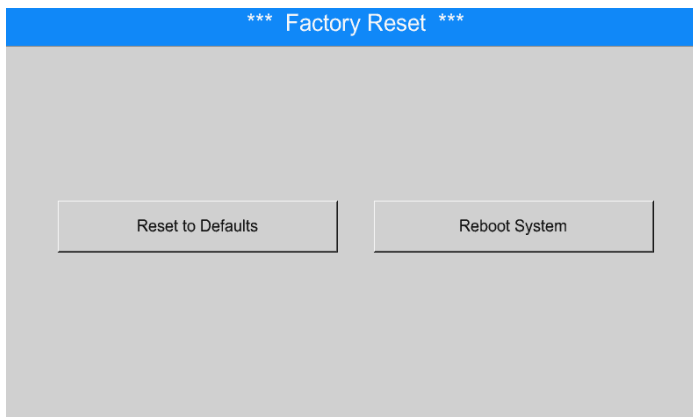 *** Factory Reset ***
Reset to Defaults
Reboot System